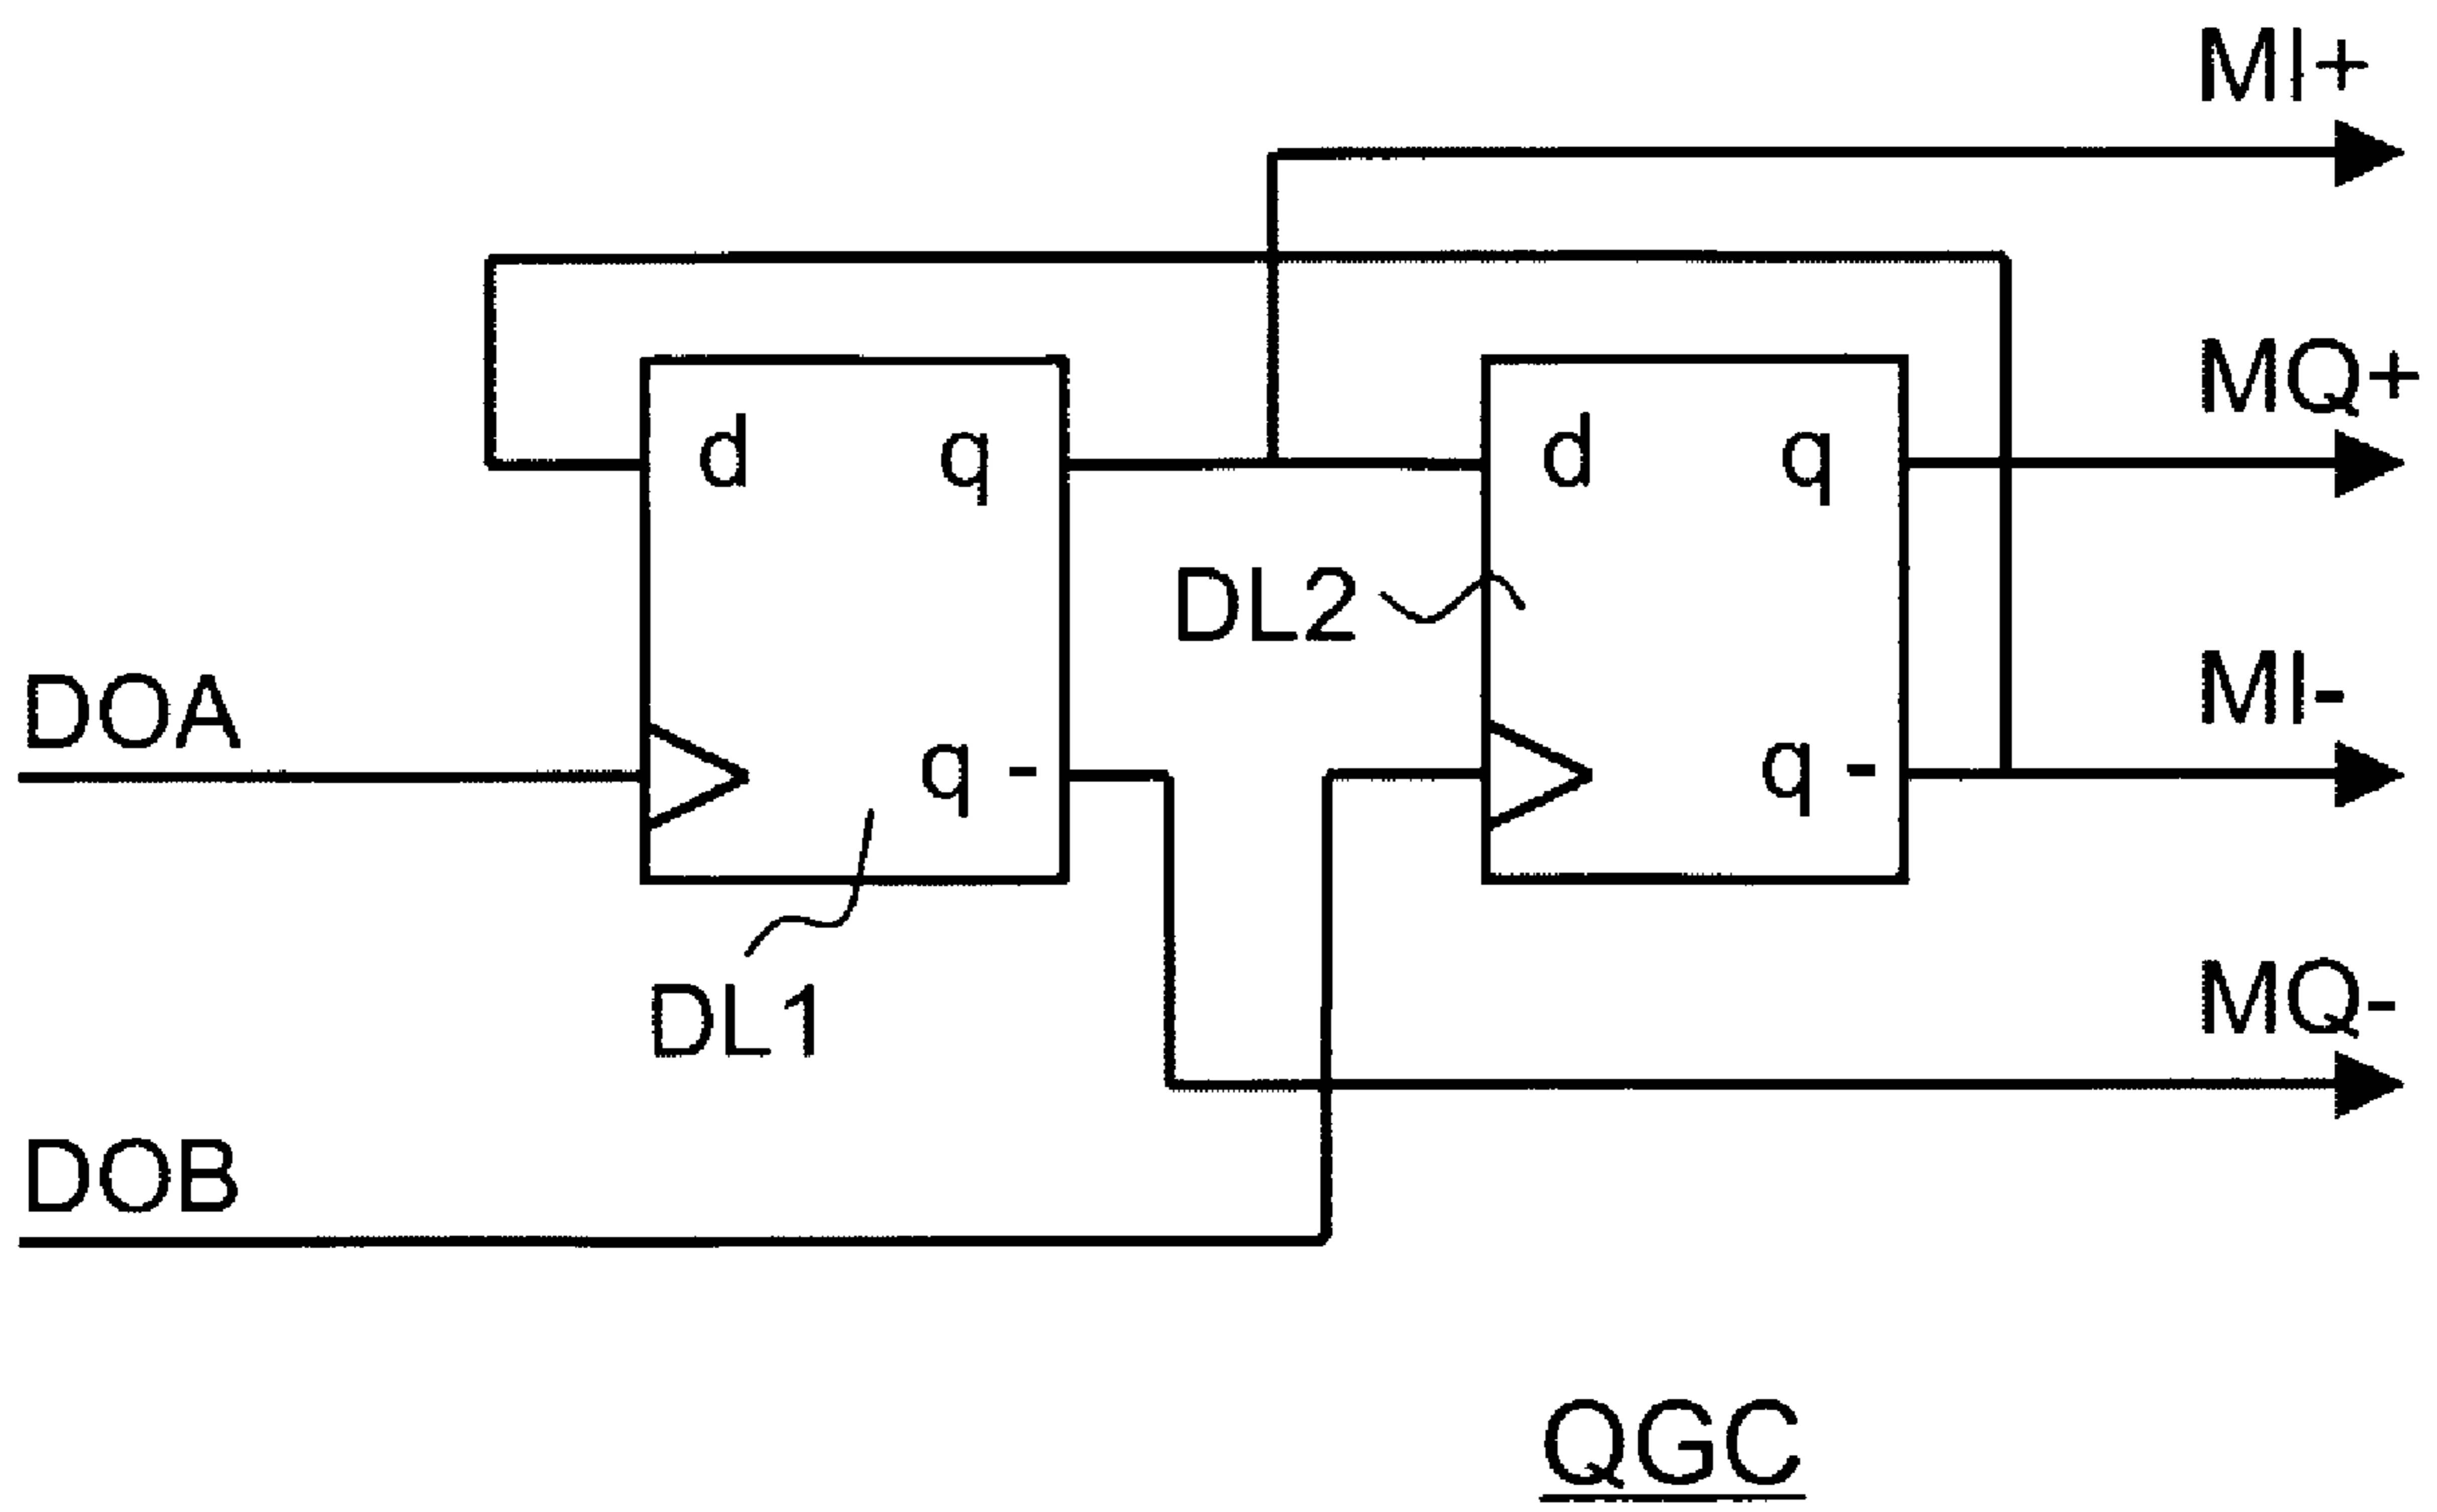 MI+
MQ+
d q
d q
DL2
MI-
DOA
q -
q -
MQ-
DL1
DOB
QGC